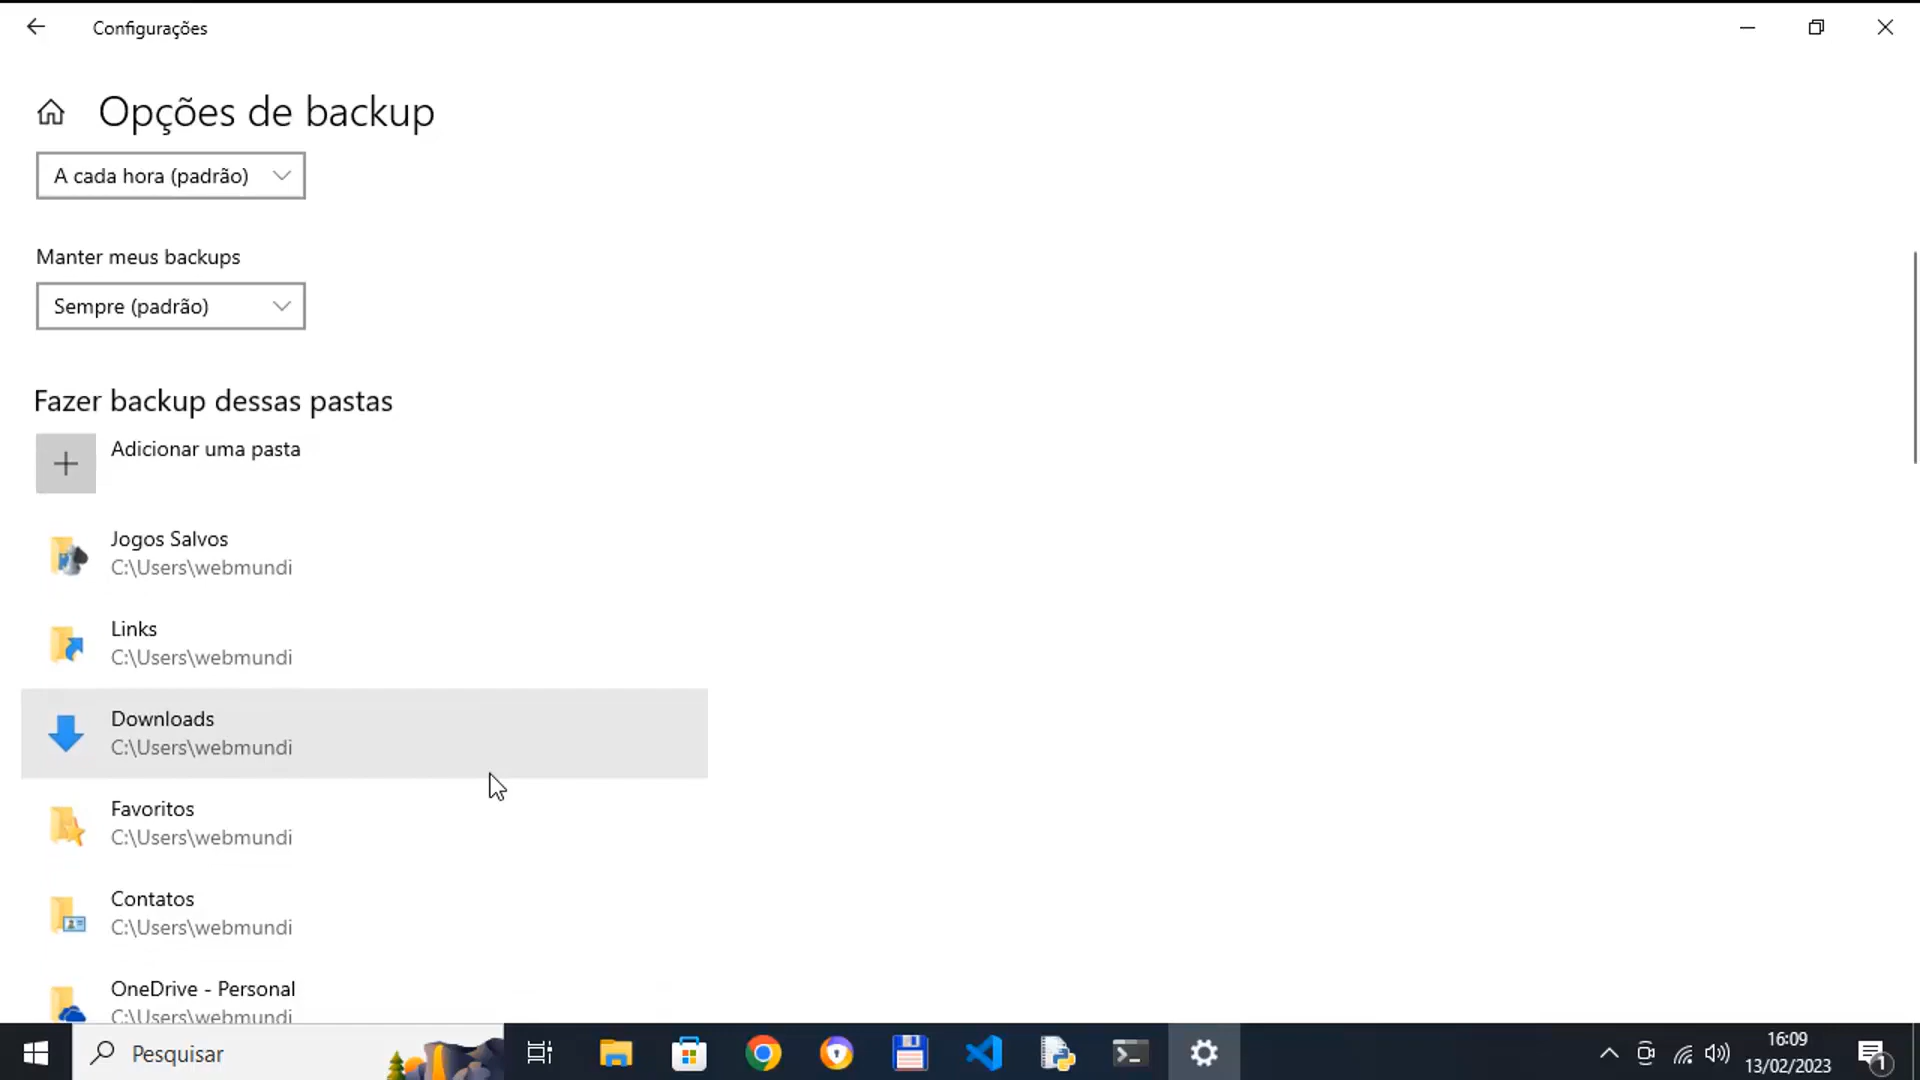 Configurações
Opções de backup
A cada hora (padrão)
Manter meus backups
Sempre (padrão)
Fazer backup dessas pastas
Adicionar uma pasta
Jogos Salvos
C:\Users\webmundi
Links
C:\Users\webmundi
Downloads
C:\Users\webmundi
Favoritos
C:\Users\webmundi
Contatos
C:\Users\webmundi
OneDrive - Personal
C:\Users\webmundi
Pesquisar
16:09
13/02/2023
1